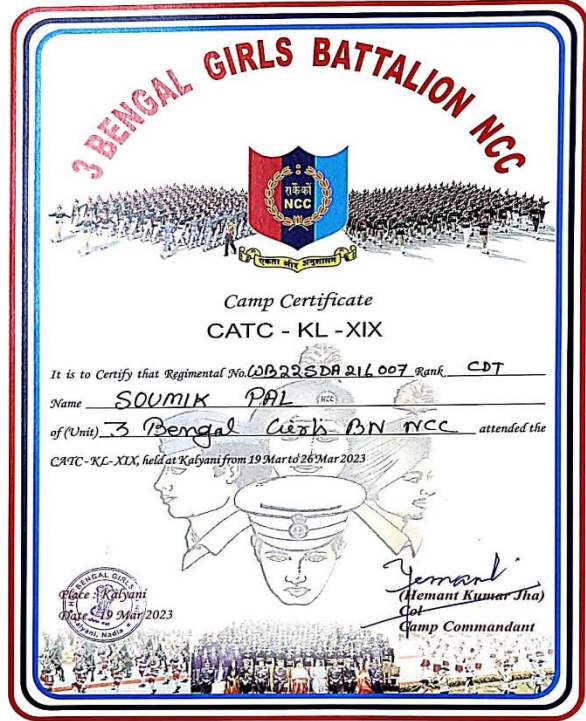 3 BENGAL GIRLS BATTALION NCC
राकैको
NCC
एकता और अनुशासन
Camp Certificate
CATC - KL -XIX
It is to Certify that Regimental No. WB22SDA216007 Rank CDT
Name SOUMIK PAL
of (Unit) 3 Bengal Girls BN NCC attended the
CATC-KL-XIX, held at Kalyani from 19 Mar to 26 Mar 2023
NCC
BENGAL GIRLS
Kalyani, Nadia
Place : Kalyani
Date : 19 Mar 2023
Hemant
(Hemant Kumar Jha)
Col
Camp Commandant